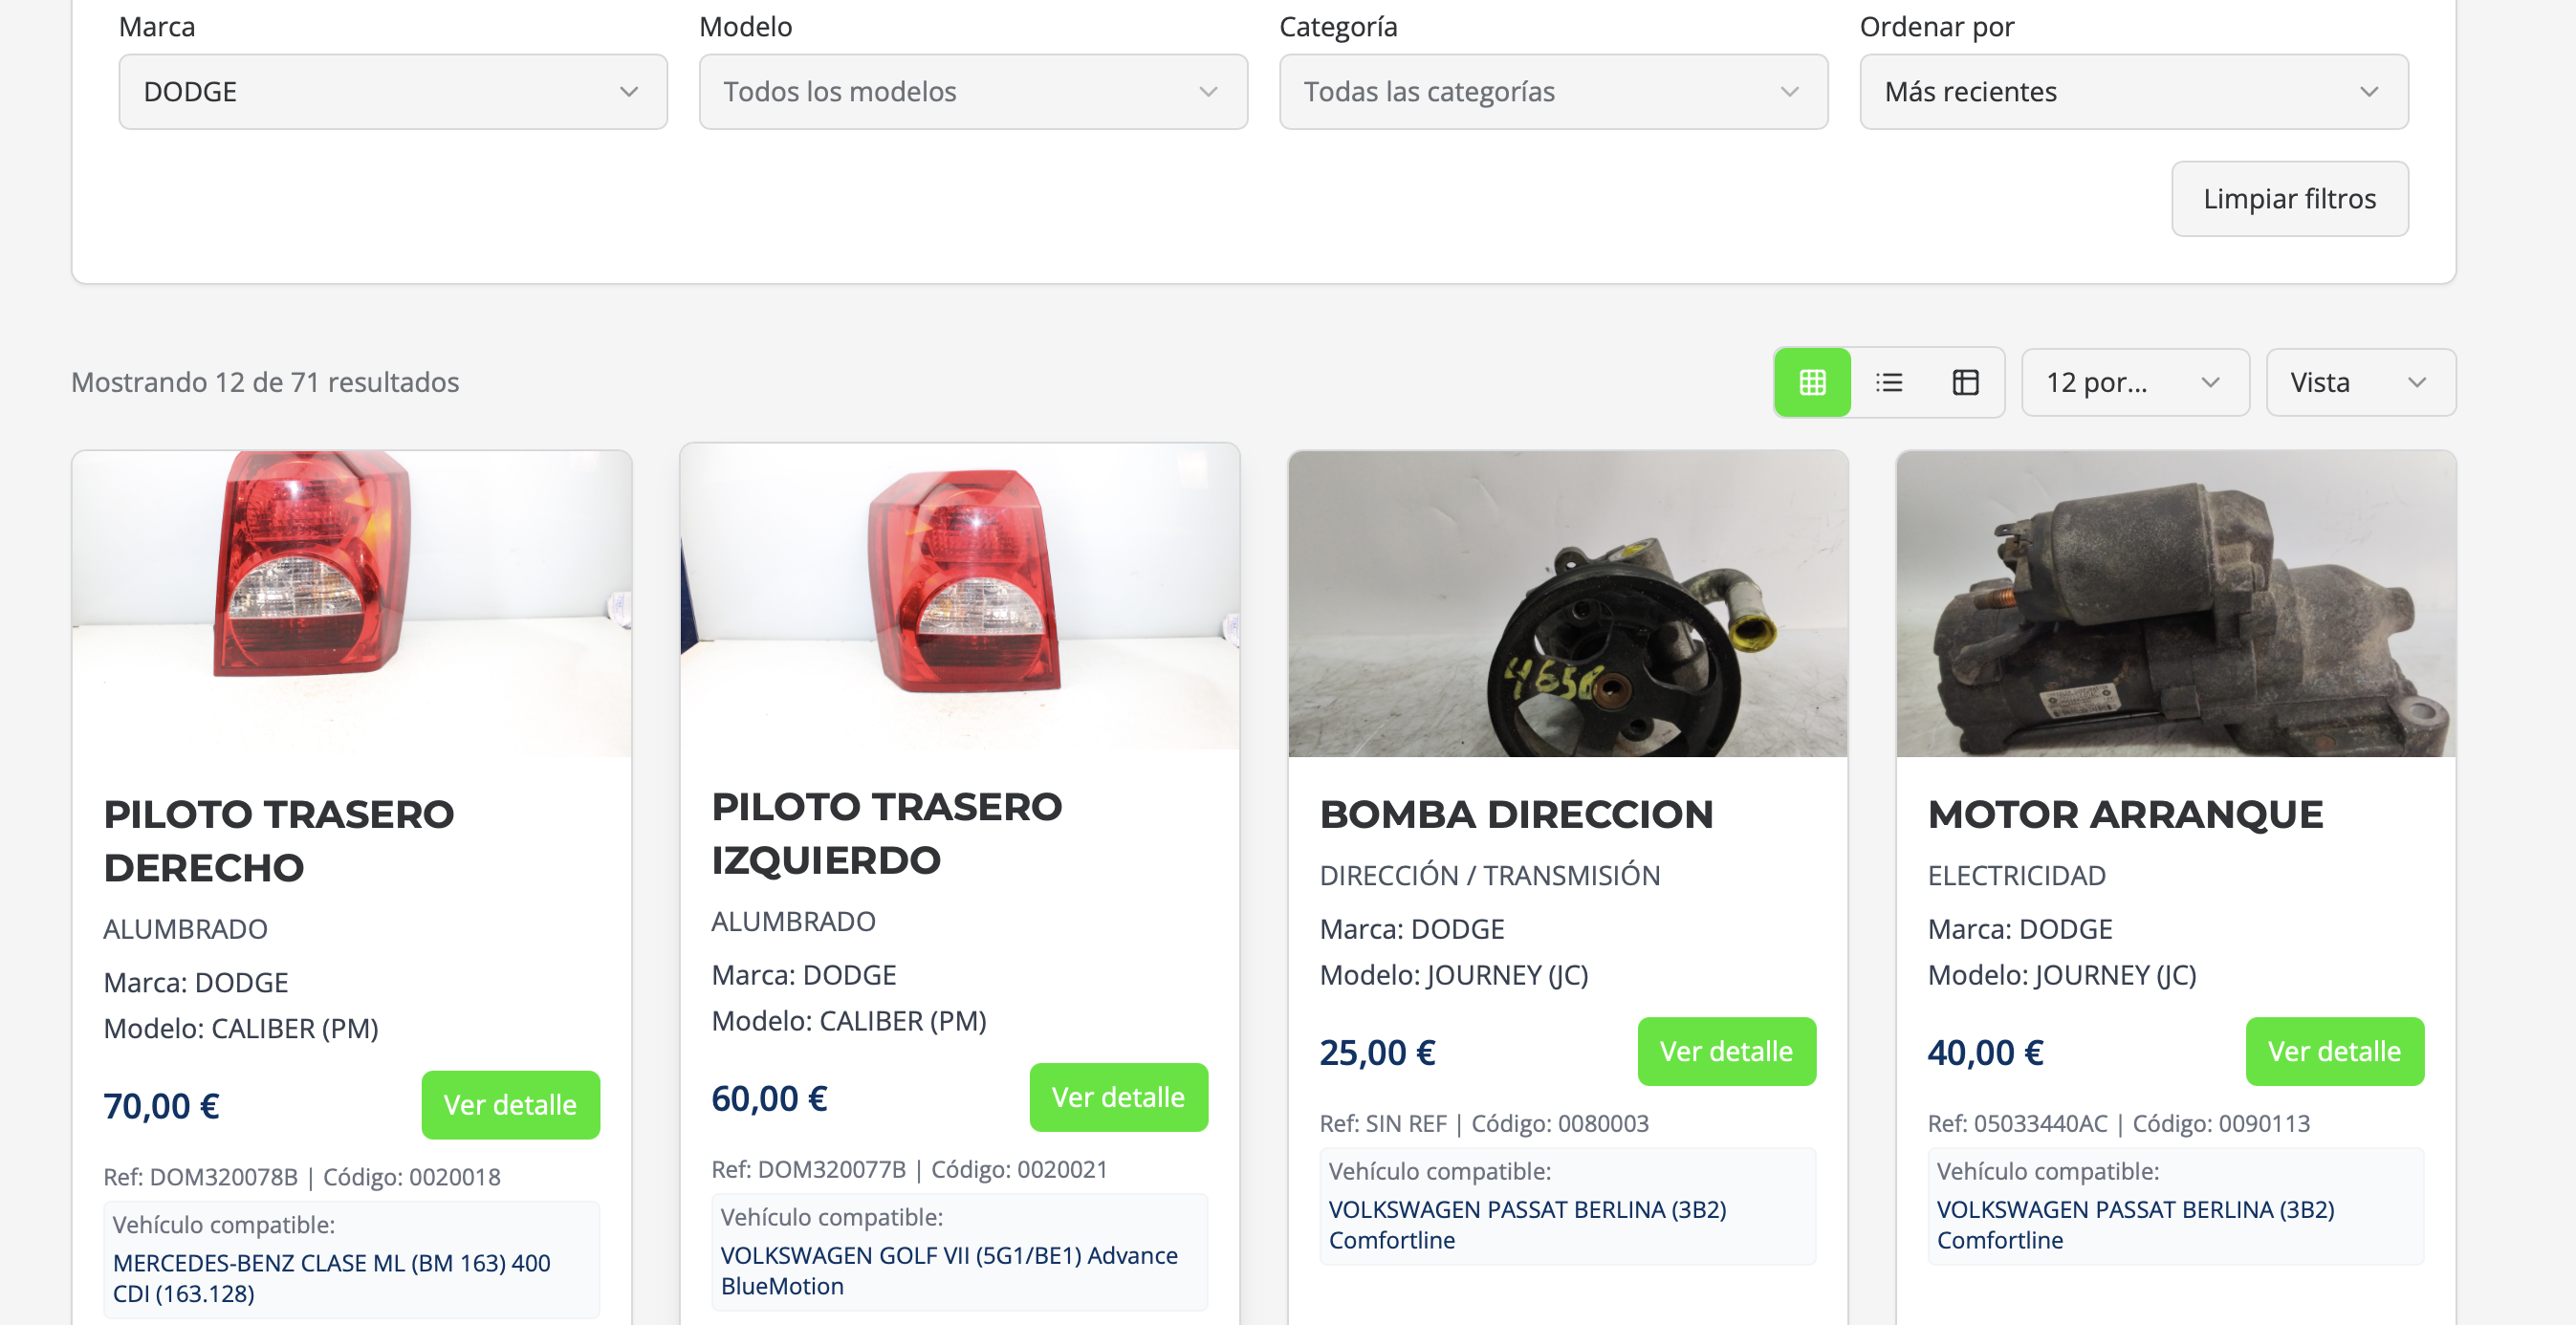 Marca
Modelo
Categoría
Ordenar por
DODGE
Todos los modelos
Todas las categorías
Más recientes
Limpiar filtros
Mostrando 12 de 71 resultados
12 por...
Vista
PILOTO TRASERO
DERECHO
ALUMBRADO
Marca: DODGE
Modelo: CALIBER (PM)
70,00 €
Ver detalle
Ref: DOM320078B | Código: 0020018
Vehículo compatible:
MERCEDES-BENZ CLASE ML (BM 163) 400
CDI (163.128)
PILOTO TRASERO
IZQUIERDO
ALUMBRADO
Marca: DODGE
Modelo: CALIBER (PM)
60,00 €
Ver detalle
Ref: DOM320077B | Código: 0020021
Vehículo compatible:
VOLKSWAGEN GOLF VII (5G1/BE1) Advance
BlueMotion
BOMBA DIRECCION
DIRECCIÓN / TRANSMISIÓN
Marca: DODGE
Modelo: JOURNEY (JC)
25,00 €
Ver detalle
Ref: SIN REF | Código: 0080003
Vehículo compatible:
VOLKSWAGEN PASSAT BERLINA (3B2)
Comfortline
MOTOR ARRANQUE
ELECTRICIDAD
Marca: DODGE
Modelo: JOURNEY (JC)
40,00 €
Ver detalle
Ref: 05033440AC | Código: 0090113
Vehículo compatible:
VOLKSWAGEN PASSAT BERLINA (3B2)
Comfortline